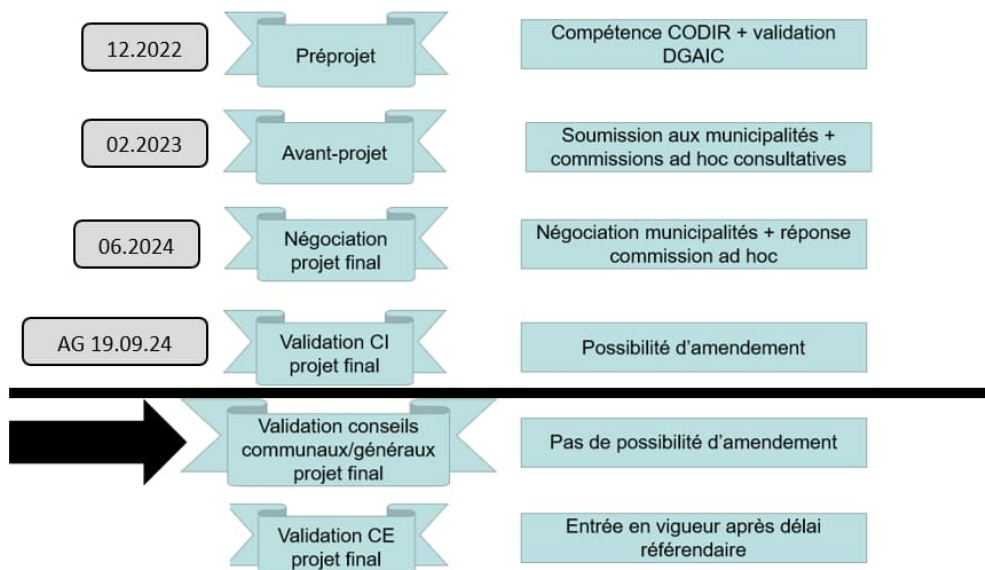 12.2022
Préprojet
Compétence CODIR + validation
DGAIC
02.2023
Avant-projet
Soumission aux municipalités +
commissions ad hoc consultatives
06.2024
Négociation
projet final
Négociation municipalités + réponse
commission ad hoc
AG 19.09.24
Validation CI
projet final
Possibilité d'amendement
Validation conseils
communaux/généraux
projet final
Pas de possibilité d'amendement
Validation CE
projet final
Entrée en vigueur après délai
référendaire